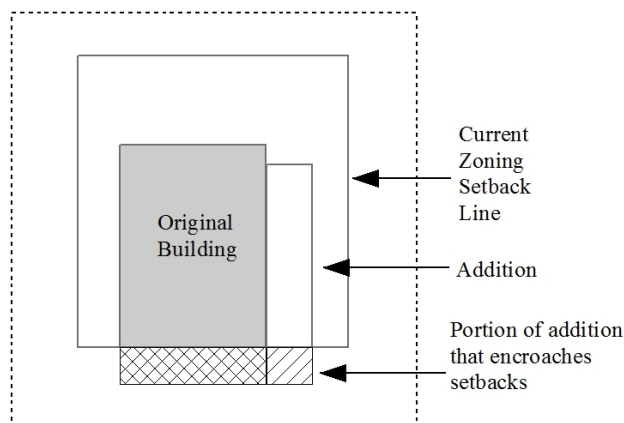 Current
Zoning
Setback
Line
Original
Building
Addition
Portion of addition
that encroaches
setbacks